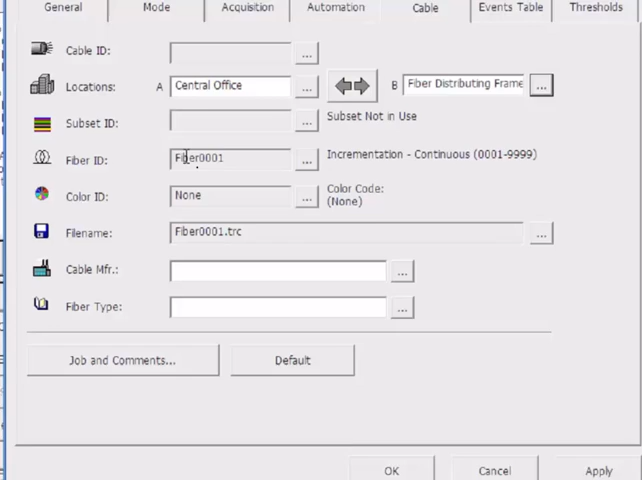 General Mode Acquisition Automation Cable Events Table Thresholds
Cable ID: ...
Locations: A Central Office ... B Fiber Distributing Frame ...
Subset ID: ... Subset Not in Use
Fiber ID: Fiber0001 ... Incrementation - Continuous (0001-9999)
Color ID: None ... Color Code:
(None)
Filename: Fiber0001.trc ...
Cable Mfr.: ...
Fiber Type: ...
Job and Comments... Default
OK Cancel Apply